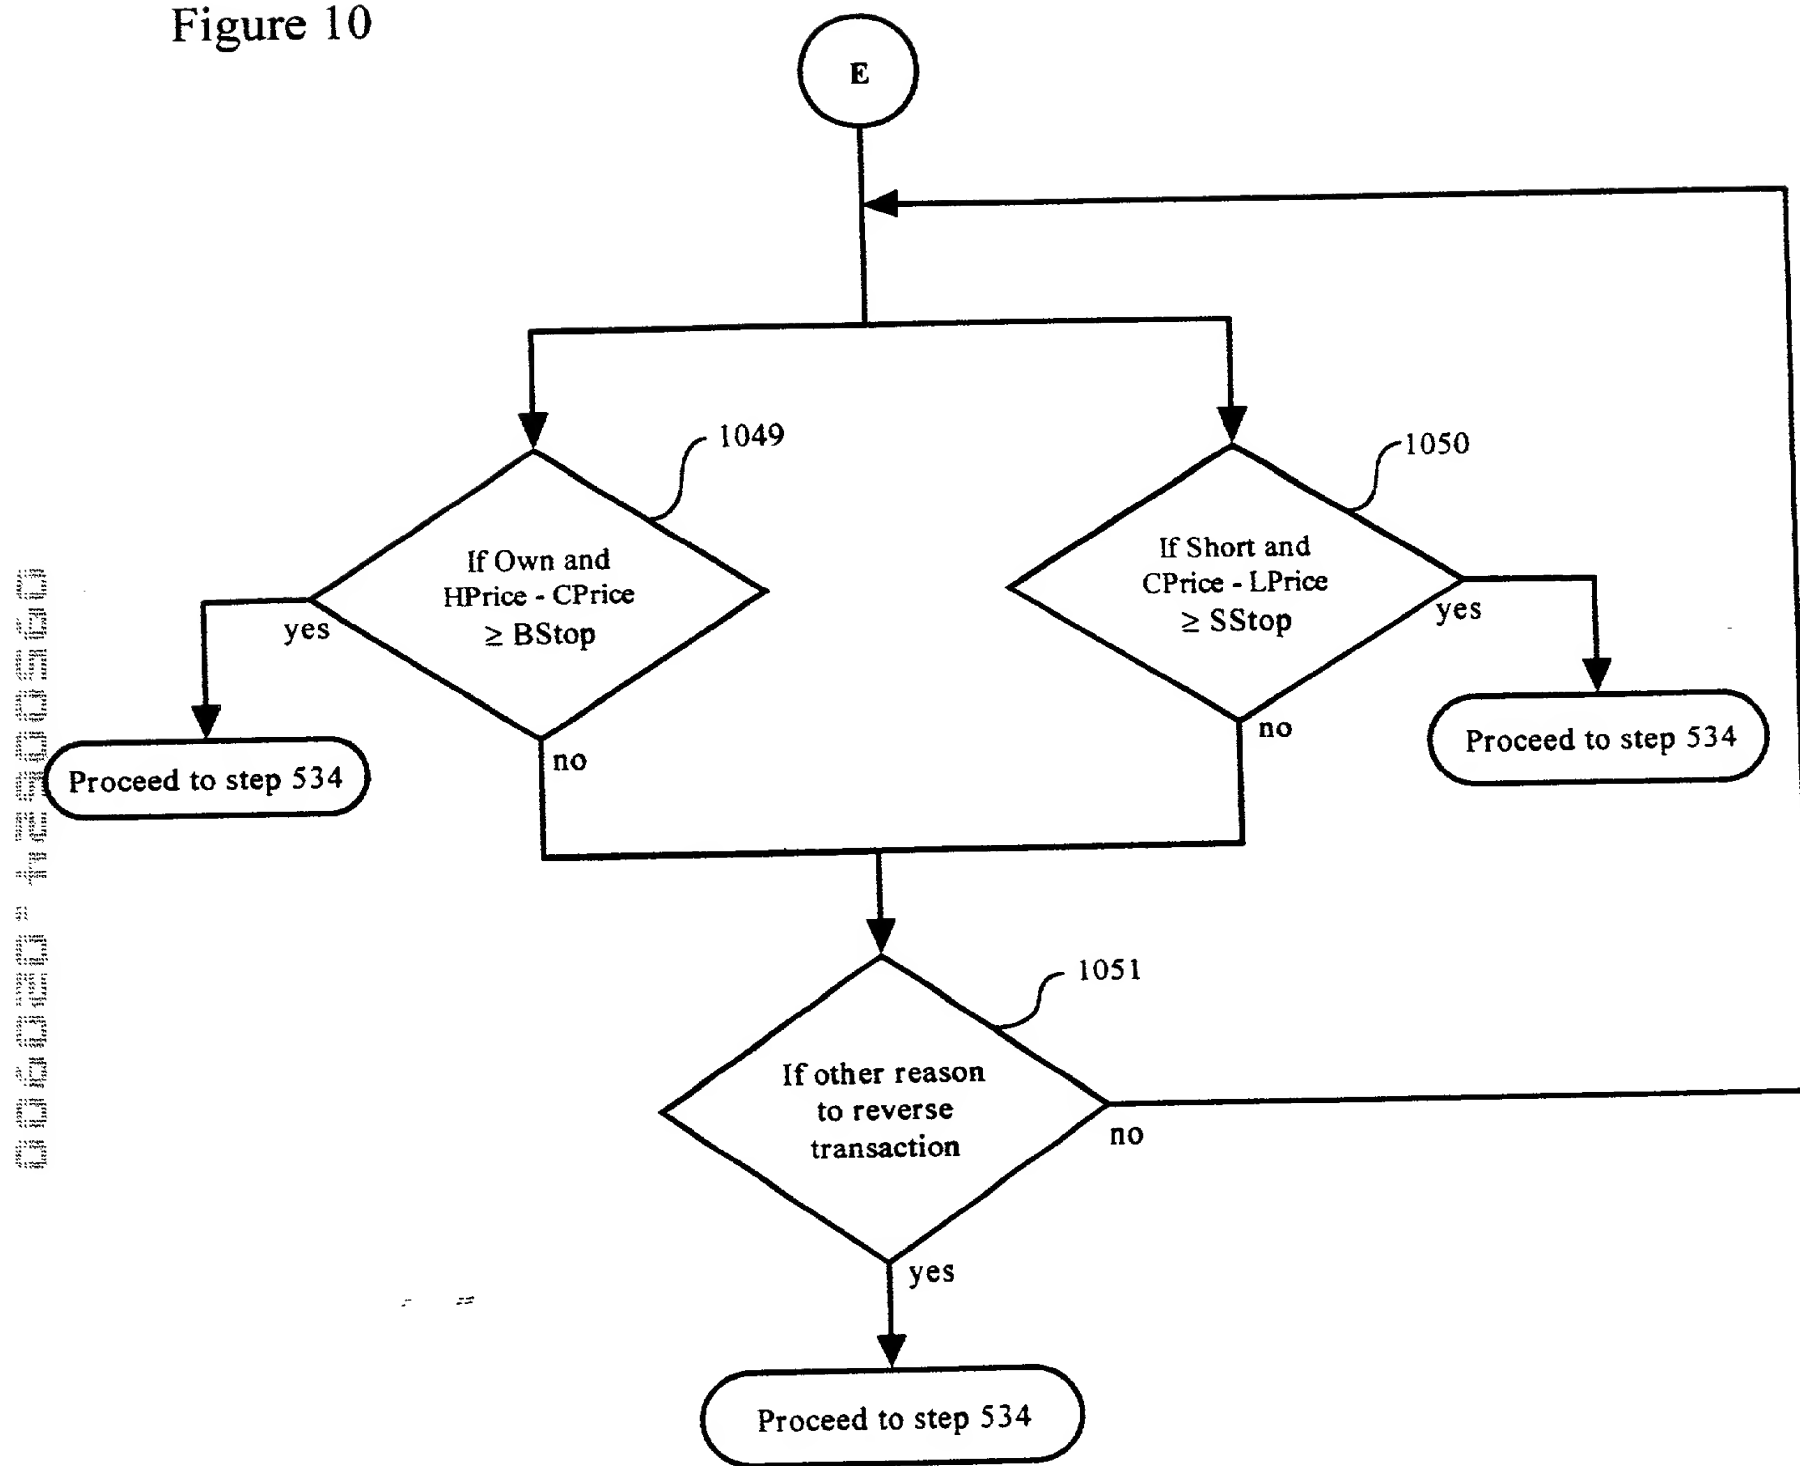 Figure 10
E
1049
1050
If Own and
HPrice - CPrice
≥ BStop
If Short and
CPrice - LPrice
≥ SStop
yes
yes
Proceed to step 534
Proceed to step 534
no
no
1051
If other reason
to reverse
transaction
no
yes
Proceed to step 534